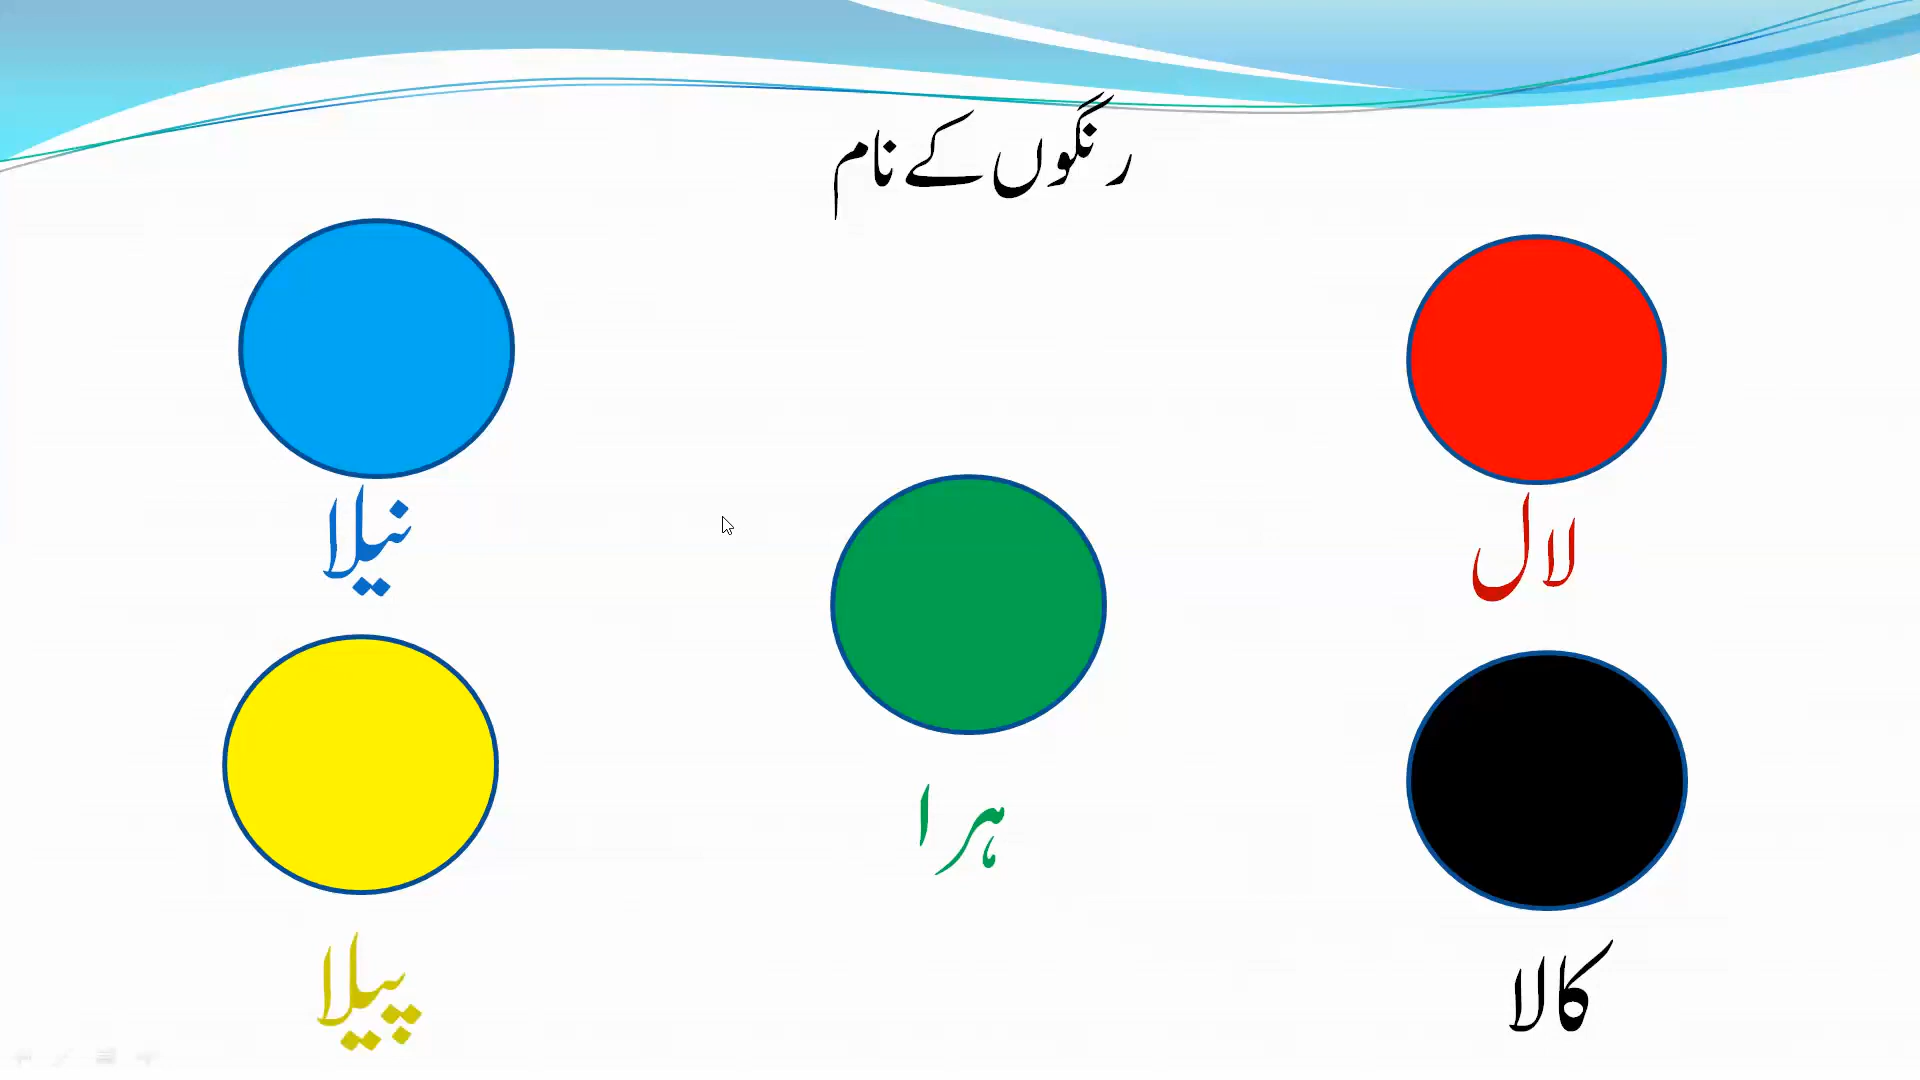 رنگوں کے نام
لال
نیلا
ہرا
کالا
پیلا